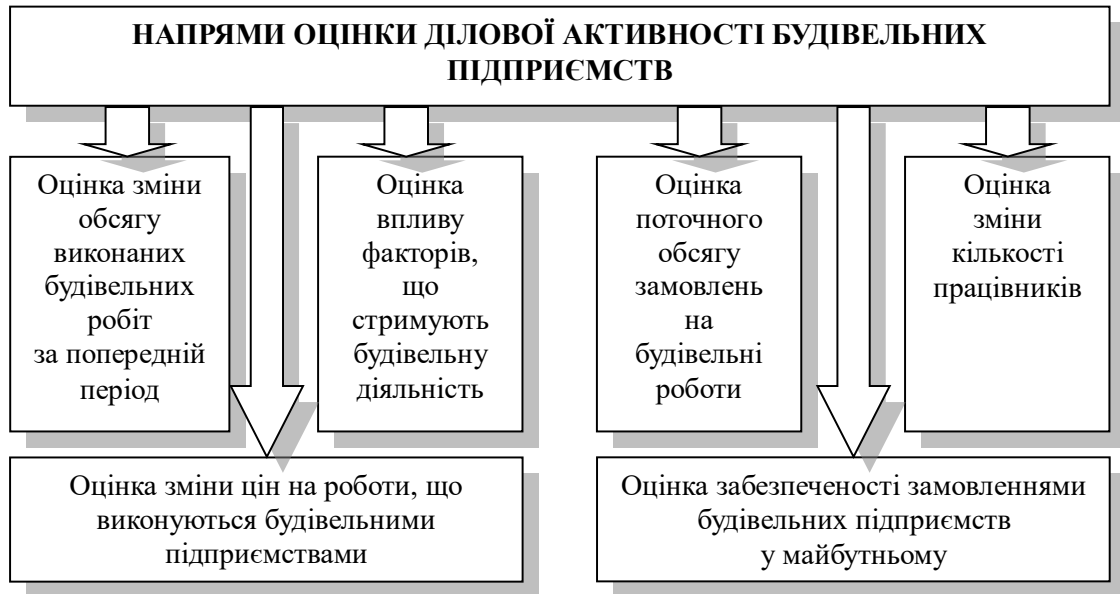 НАПРЯМИ ОЦІНКИ ДІЛОВОЇ АКТИВНОСТІ БУДІВЕЛЬНИХ
ПІДПРИЄМСТВ
Оцінка зміни
обсягу
виконаних
будівельних
робіт
за попередній
період
Оцінка
впливу
факторів,
що
стримують
будівельну
діяльність
Оцінка
поточного
обсягу
замовлень
на
будівельні
роботи
Оцінка
зміни
кількості
працівників
Оцінка зміни цін на роботи, що
виконуються будівельними
підприємствами
Оцінка забезпеченості замовленнями
будівельних підприємств
у майбутньому